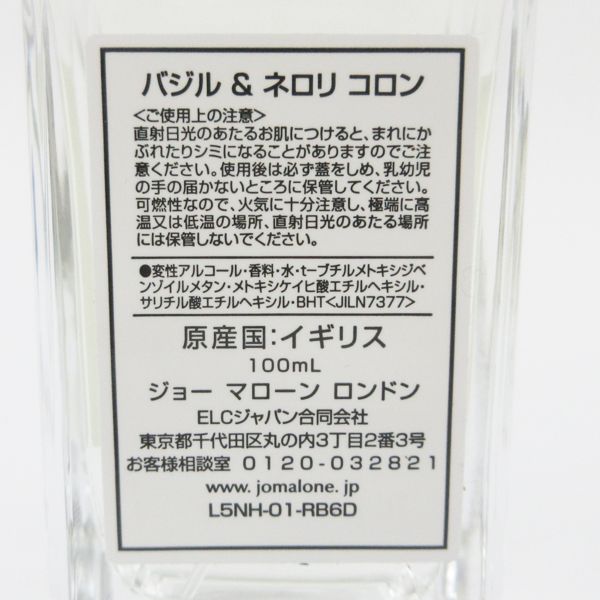 バジル & ネロリ コロン
<ご使用上の注意>
直射日光のあたるお肌につけると、まれにか
ぶれたりシミになることがありますのでご注
意ください。使用後は必ず蓋をしめ、乳幼児
の手の届かないところに保管してください。
可燃性なので、火気に十分注意し、極端に高
温又は低温の場所、直射日光のあたる場所
には保管しないでください。
●変性アルコール・香料・水・t-ブチルメトキシジベ
ンゾイルメタン・メトキシケイヒ酸エチルヘキシル・
サリチル酸エチルヘキシル・BHT<JILN7377>
原産国:イギリス
100mL
ジョー マローン ロンドン
ELCジャパン合同会社
東京都千代田区丸の内3丁目2番3号
お客様相談室 0120-032821
www. jomalone. jp
L5NH-01-RB6D